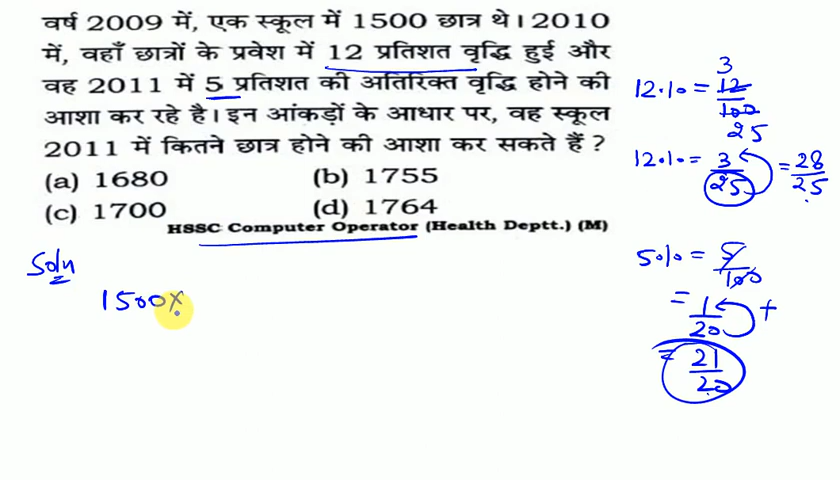 वर्ष 2009 में, एक स्कूल में 1500 छात्र थे। 2010
में, वहाँ छात्रों के प्रवेश में 12 प्रतिशत वृद्धि हुई और
वह 2011 में 5 प्रतिशत की अतिरिक्त वृद्धि होने की
आशा कर रहे है। इन आंकड़ों के आधार पर, वह स्कूल
2011 में कितने छात्र होने की आशा कर सकते हैं ?
(a) 1680 (b) 1755
(c) 1700 (d) 1764
HSSC Computer Operator (Health Deptt.) (M)
Soln
1500×
3
12·1· = 12/100
25
12·1· = 3/25 = 28/25
5·1· = 5/100
= 1/20 +
= 21/20